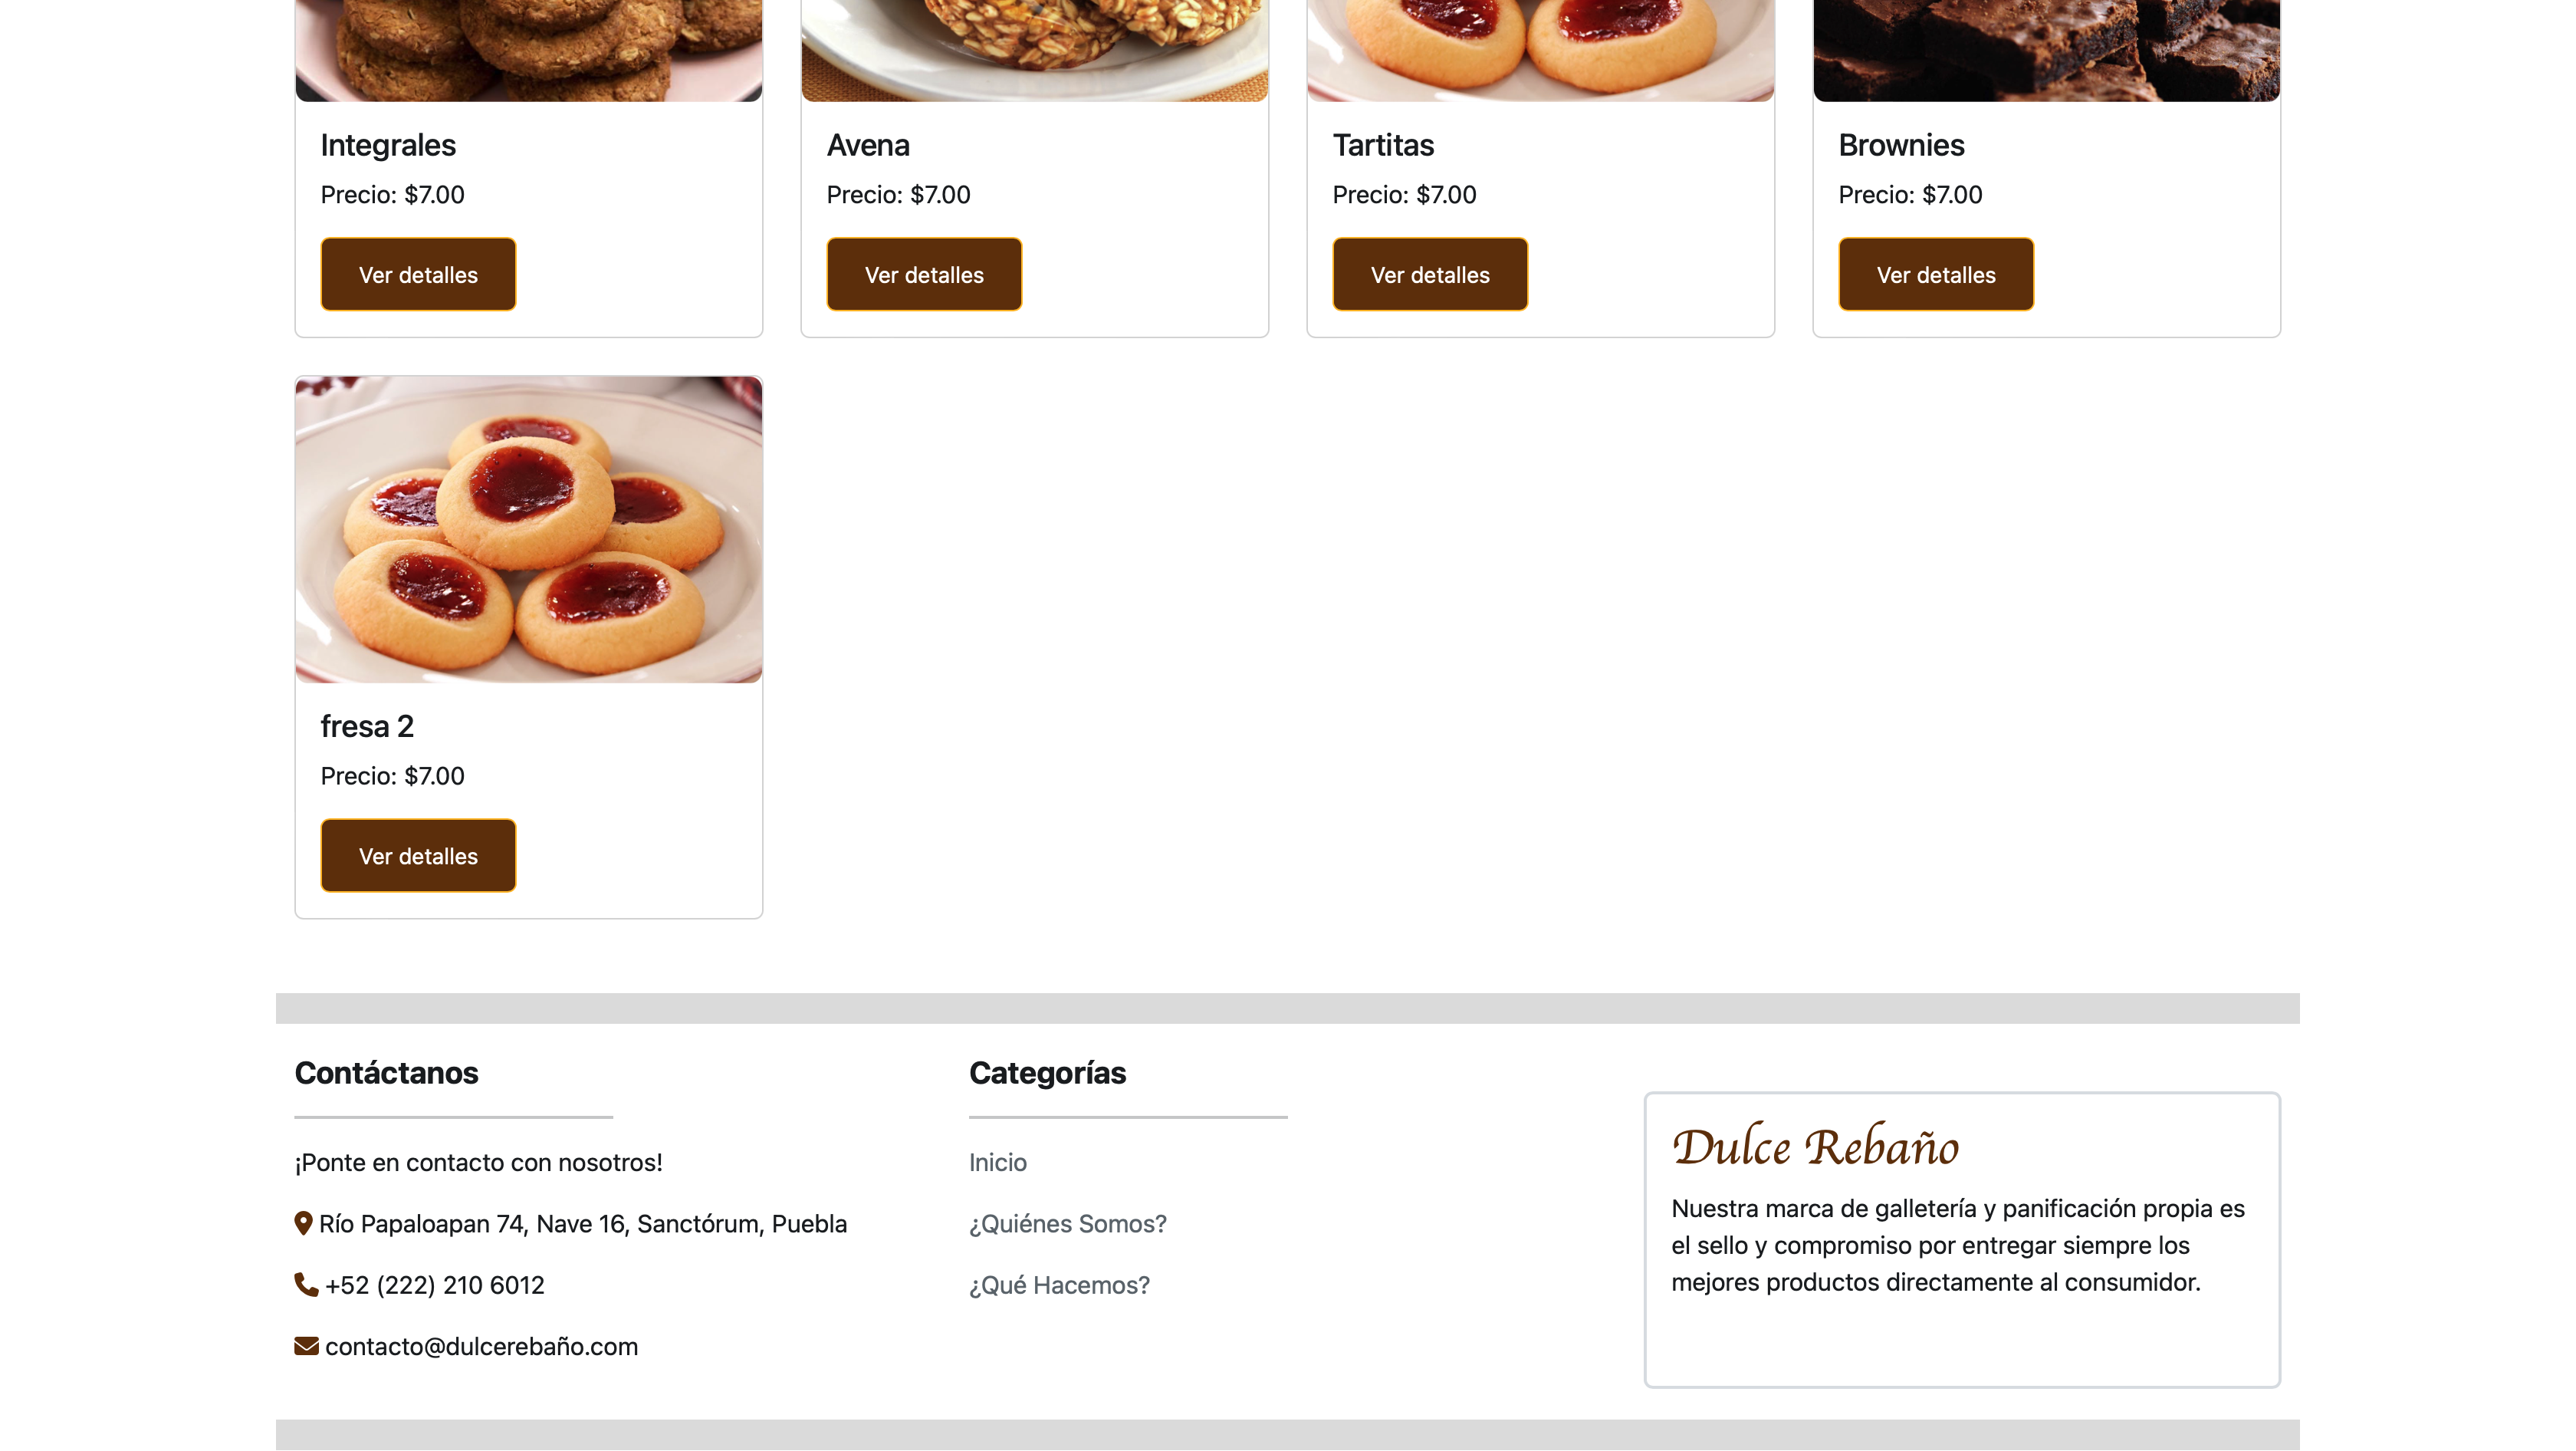 Integrales
Precio: $7.00
Ver detalles
Avena
Precio: $7.00
Ver detalles
Tartitas
Precio: $7.00
Ver detalles
Brownies
Precio: $7.00
Ver detalles
fresa 2
Precio: $7.00
Ver detalles
Contáctanos
¡Ponte en contacto con nosotros!
Río Papaloapan 74, Nave 16, Sanctórum, Puebla
+52 (222) 210 6012
contacto@dulcerebaño.com
Categorías
Inicio
¿Quiénes Somos?
¿Qué Hacemos?
Dulce Rebaño
Nuestra marca de galletería y panificación propia es
el sello y compromiso por entregar siempre los
mejores productos directamente al consumidor.